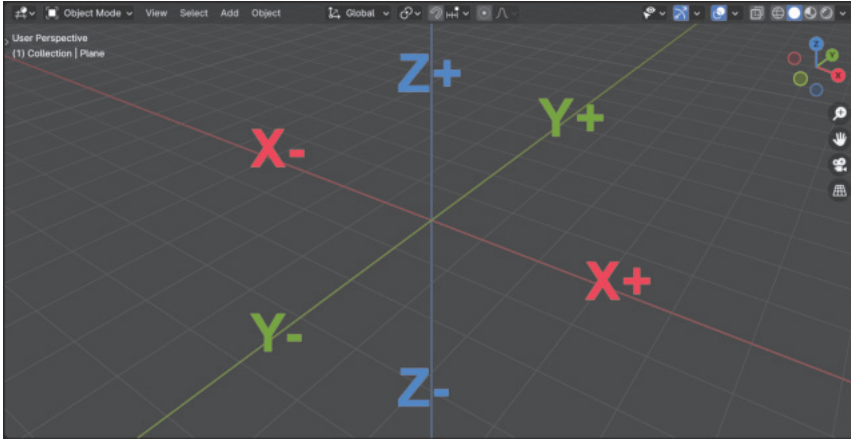 Object Mode View Select Add Object Global
User Perspective
(1) Collection | Plane
Z+
Z
Y
X
Y+
X-
X+
Y-
Z-